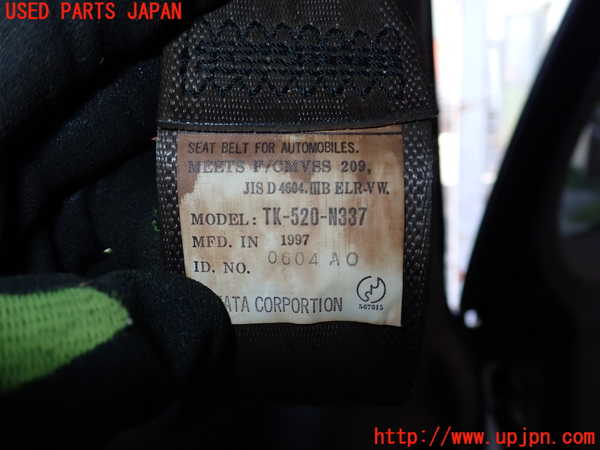 USED PARTS JAPAN
SEAT BELT FOR AUTOMOBILES.
MEETS F/CMVSS 209,
JIS D 4604. IIIB ELR-VW.
MODEL: TK-520-N337
MFD. IN 1997
ID. NO. 0604 AO
ATA CORPORTION
http://www.upjpn.com/